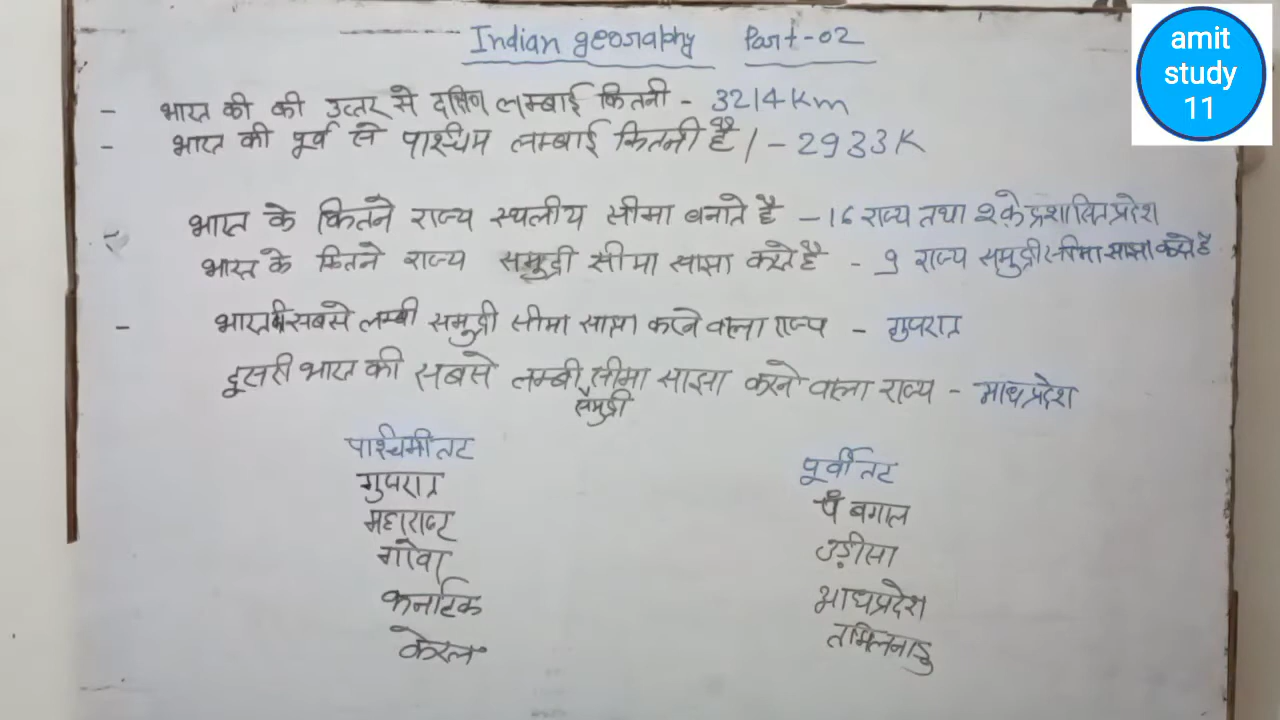 Indian geography Part-02
amit
study
11
- भारत की की उत्तर से दक्षिण लम्बाई कितनी - 3214 Km
- भारत की पूर्व से पश्चिम लम्बाई कितनी है / - 2933 K
भारत के कितने राज्य स्थलीय सीमा बनाते है - 16 राज्य तथा 2 के प्रशासित प्रदेश
भारत के कितने राज्य समुद्री सीमा साझा करते है - 9 राज्य समुद्री सीमा साझा करते है
- भारत की सबसे लम्बी समुद्री सीमा साझा करने वाला राज्य - गुजरात
दूसरी भारत की सबसे लम्बी समुद्री सीमा साझा करने वाला राज्य - आधप्रदेश
पश्चिमी तट
गुजरात
महाराष्ट्र
गोवा
कर्नाटक
केरल
पूर्वी तट
पं बगाल
उड़ीसा
आधप्रदेश
तमिलनाडु